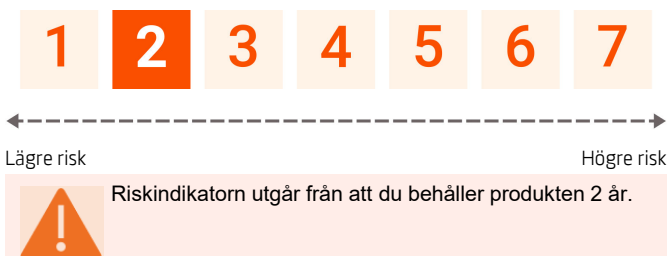 1 2 3 4 5 6 7
Lägre risk Högre risk
Riskindikatorn utgår från att du behåller produkten 2 år.